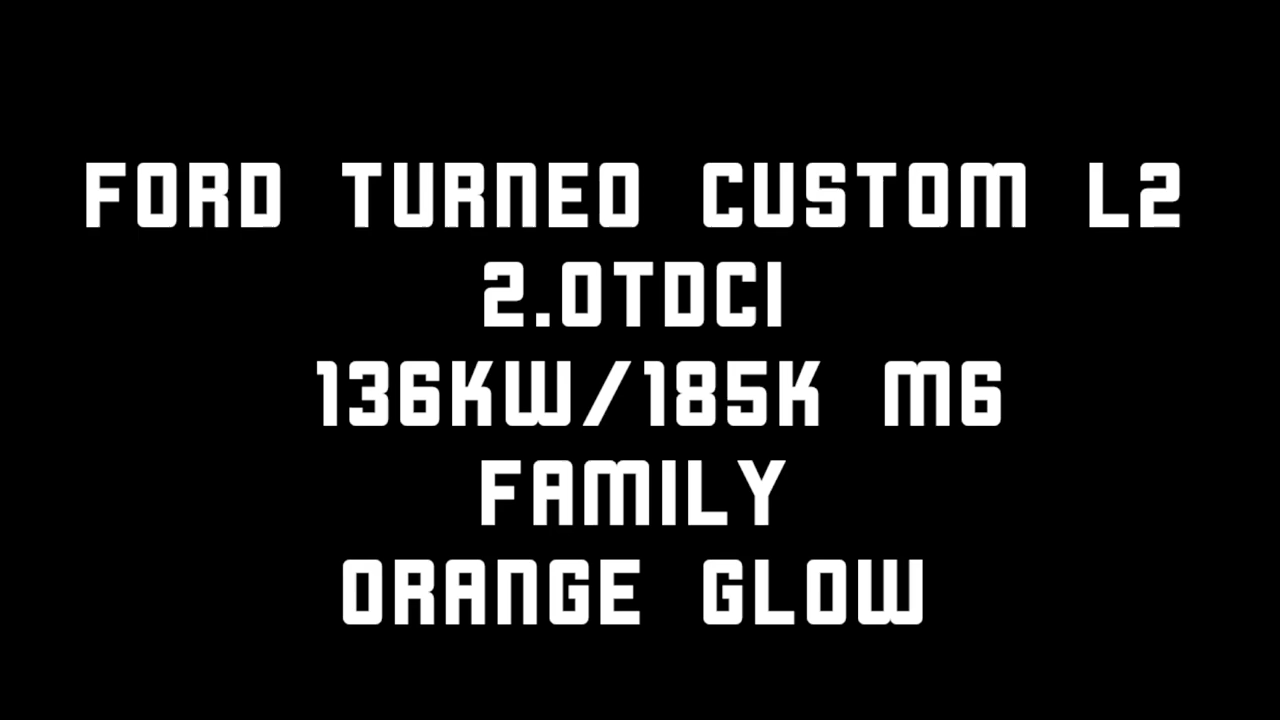 FORD TURNEO CUSTOM L2
2.0TDCI
136KW/185K M6
FAMILY
ORANGE GLOW